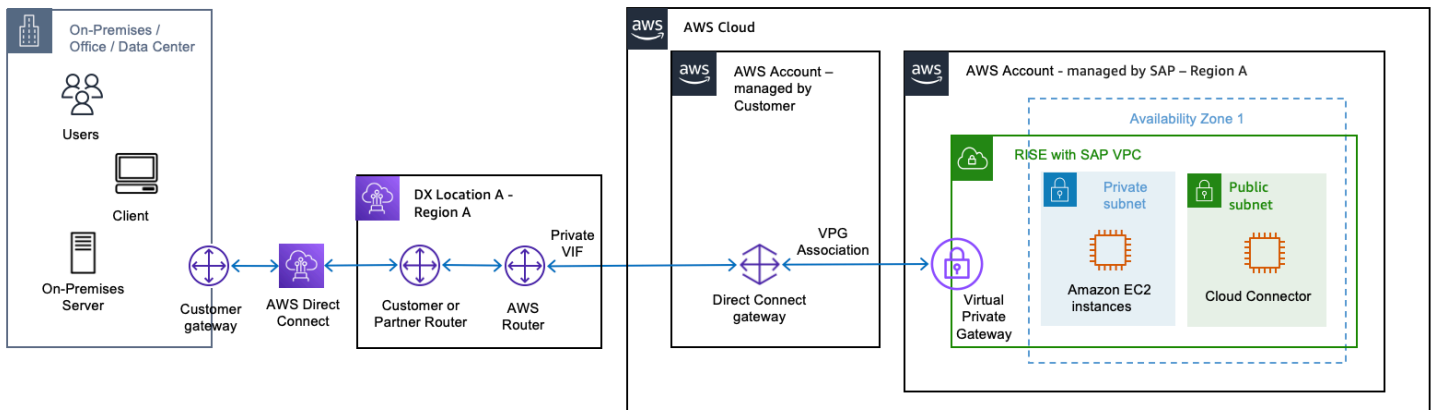 On-Premises /
Office / Data Center
Users
Client
On-Premises
Server
Customer
gateway
AWS Direct
Connect
DX Location A -
Region A
Customer or
Partner Router
AWS
Router
Private
VIF
aws
AWS Cloud
aws
AWS Account –
managed by
Customer
Direct Connect
gateway
VPG
Association
aws
AWS Account - managed by SAP – Region A
Availability Zone 1
RISE with SAP VPC
Virtual
Private
Gateway
Private
subnet
Amazon EC2
instances
Public
subnet
Cloud Connector